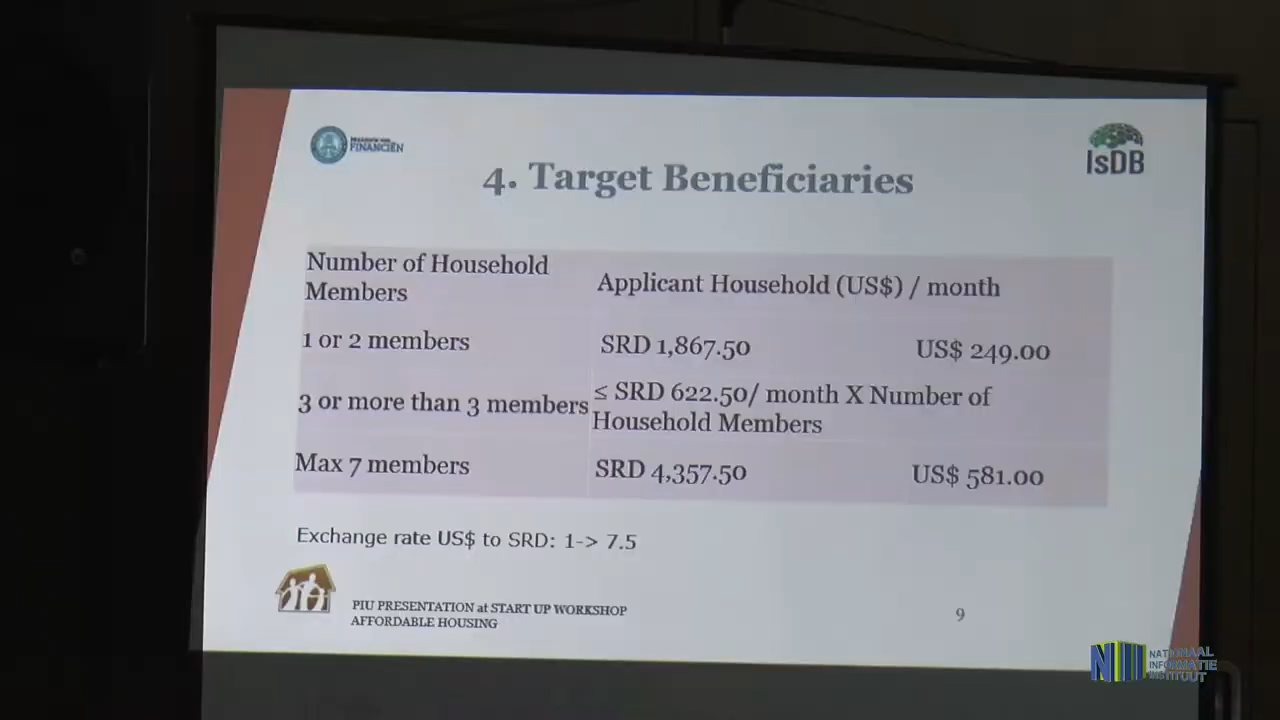 FINANCIËN
IsDB
4. Target Beneficiaries
Number of Household Members
Applicant Household (US$) / month
1 or 2 members
SRD 1,867.50
US$ 249.00
3 or more than 3 members
≤ SRD 622.50/ month X Number of
Household Members
Max 7 members
SRD 4,357.50
US$ 581.00
Exchange rate US$ to SRD: 1-> 7.5
PIU PRESENTATION at START UP WORKSHOP
AFFORDABLE HOUSING
9
NATIONAAL
INFORMATIE
INSTITUUT